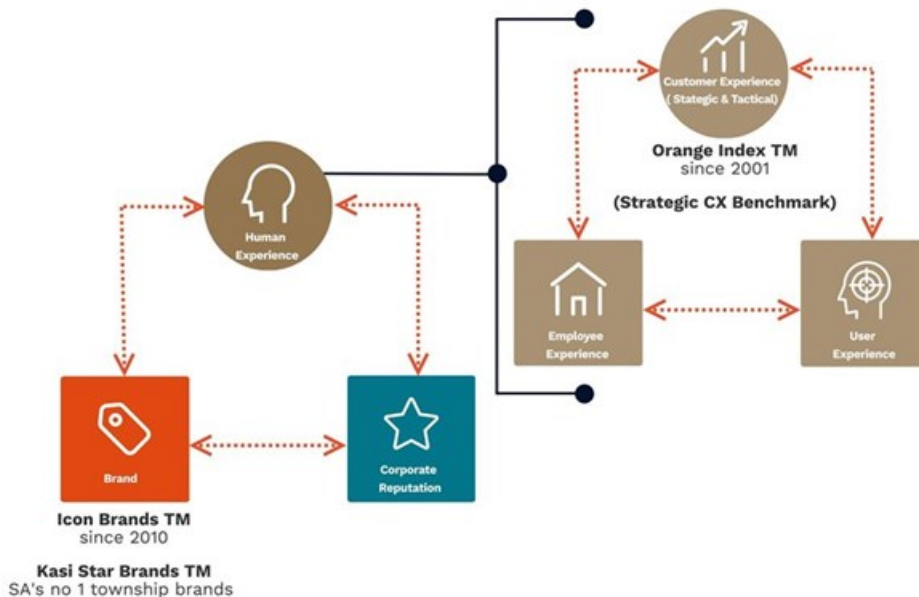 Customer Experience
( Stategic & Tactical)
Orange Index TM
since 2001
(Strategic CX Benchmark)
Human
Experience
Employee
Experience
User
Experience
Brand
Corporate
Reputation
Icon Brands TM
since 2010
Kasi Star Brands TM
SA's no 1 township brands